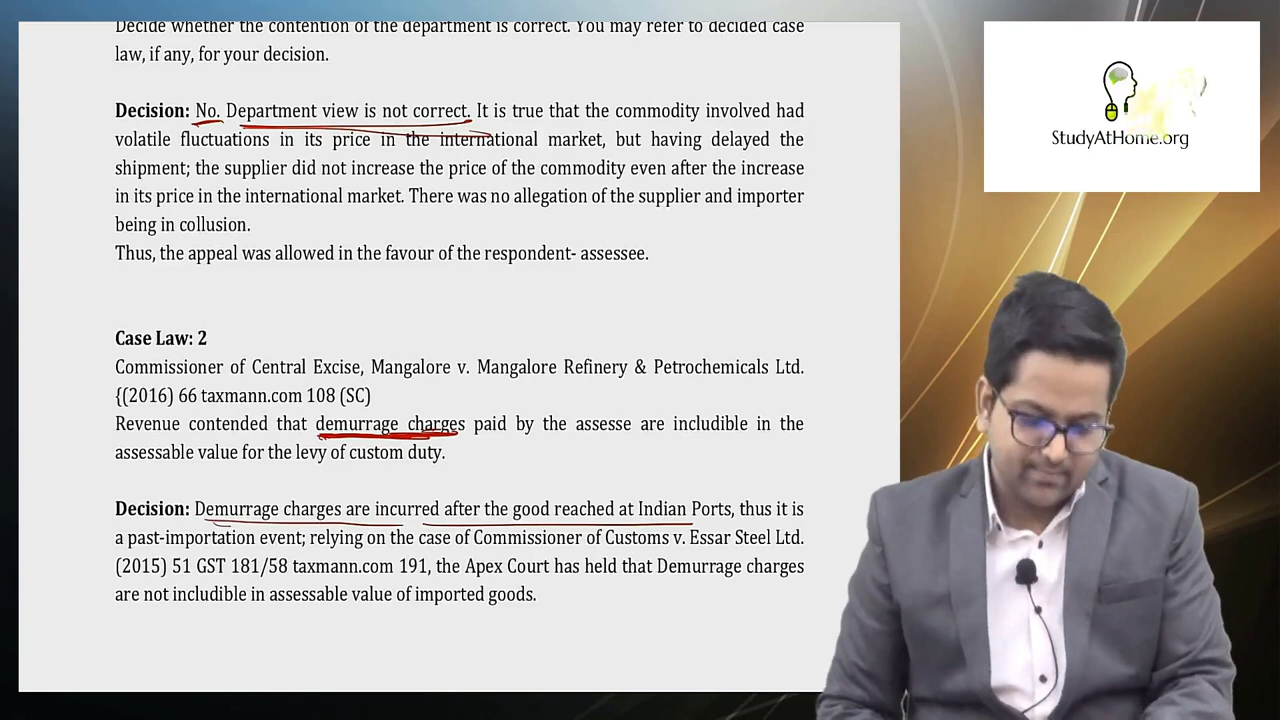 Decide whether the contention of the department is correct. You may refer to decided case
law, if any, for your decision.
Decision: No. Department view is not correct. It is true that the commodity involved had
volatile fluctuations in its price in the international market, but having delayed the
shipment; the supplier did not increase the price of the commodity even after the increase
in its price in the international market. There was no allegation of the supplier and importer
being in collusion.
Thus, the appeal was allowed in the favour of the respondent- assessee.
Case Law: 2
Commissioner of Central Excise, Mangalore v. Mangalore Refinery & Petrochemicals Ltd.
{(2016) 66 taxmann.com 108 (SC)
Revenue contended that demurrage charges paid by the assesse are includible in the
assessable value for the levy of custom duty.
Decision: Demurrage charges are incurred after the good reached at Indian Ports, thus it is
a past-importation event; relying on the case of Commissioner of Customs v. Essar Steel Ltd.
(2015) 51 GST 181/58 taxmann.com 191, the Apex Court has held that Demurrage charges
are not includible in assessable value of imported goods.
StudyAtHome.org